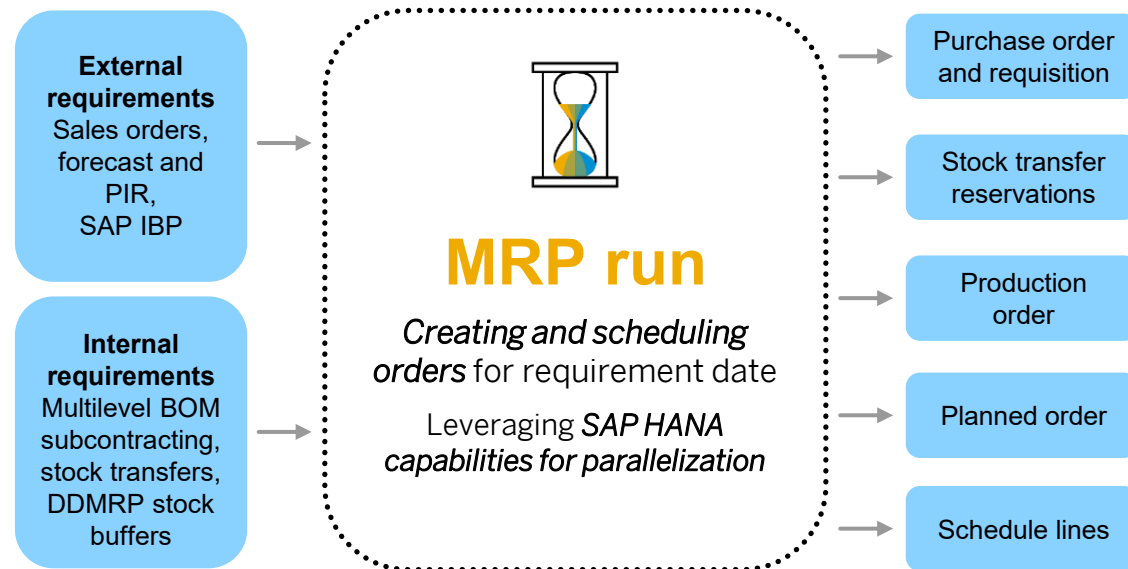 External
requirements
Sales orders,
forecast and
PIR,
SAP IBP
Internal
requirements
Multilevel BOM
subcontracting,
stock transfers,
DDMRP stock
buffers
MRP run
Creating and scheduling
orders for requirement date
Leveraging SAP HANA
capabilities for parallelization
Purchase order
and requisition
Stock transfer
reservations
Production
order
Planned order
Schedule lines